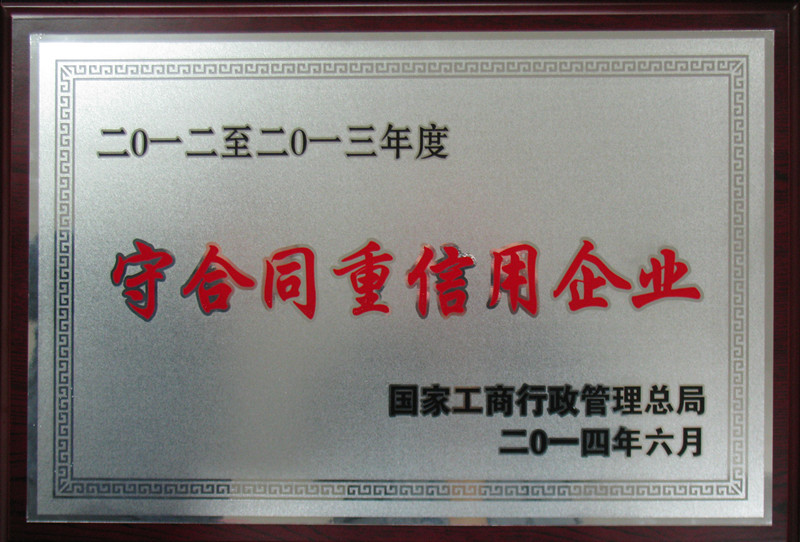 二0一二至二0一三年度
守合同重信用企业
国家工商行政管理总局
二0一四年六月